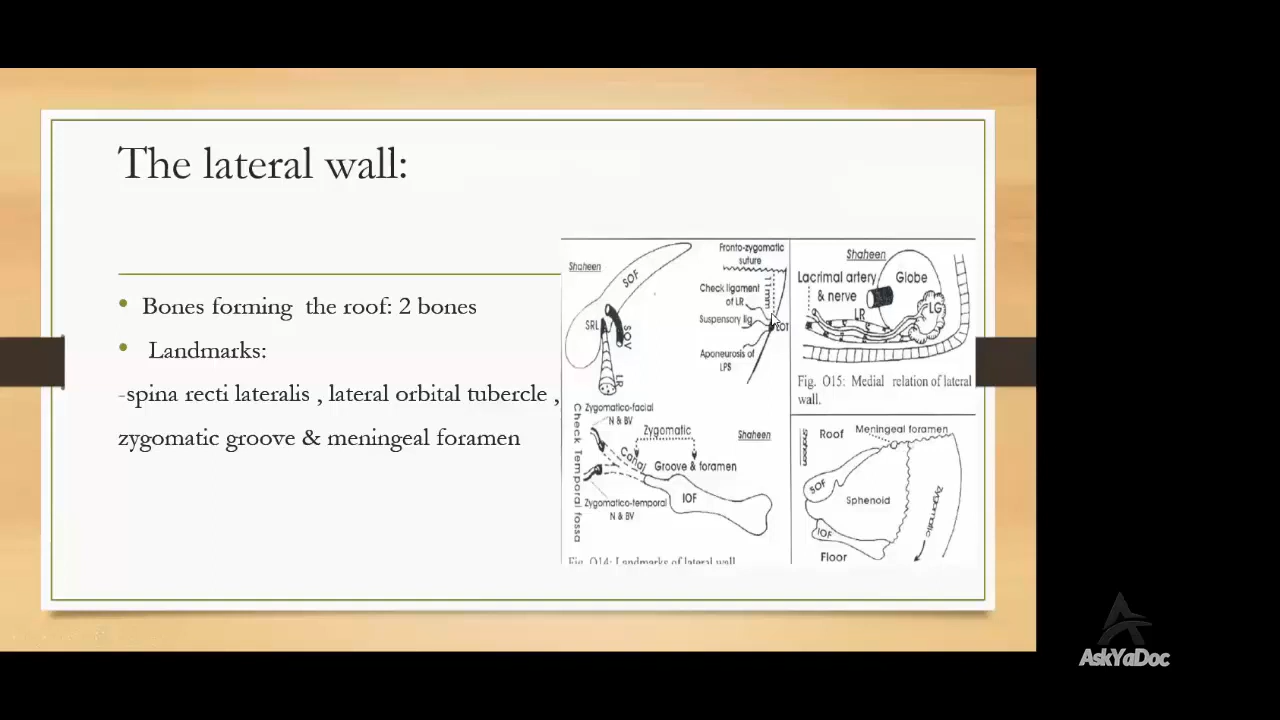 The lateral wall:
• Bones forming the roof: 2 bones
• Landmarks:
-spina recti lateralis , lateral orbital tubercle ,
zygomatic groove & meningeal foramen
Shaheen
SOF
SRL
SOV
LR
Fronto-zygomatic
suture
11mm
Check ligament
of LR
Suspensory lig
Aponeurosis of
LPS
Zygomatico-facial
N & BV
Zygomatic
Shaheen
Canal
Groove & foramen
IOF
Zygomatico-temporal
N & BV
Check Temporal fossa
Fig. O14: Landmarks of lateral wall
Shaheen
Lacrimal artery
& nerve
Globe
LR
LG
Fig. O15: Medial relation of lateral
wall.
Shaheen
Roof
Meningeal foramen
SOF
Sphenoid
Zygomatic
IOF
Floor
AskYaDoc